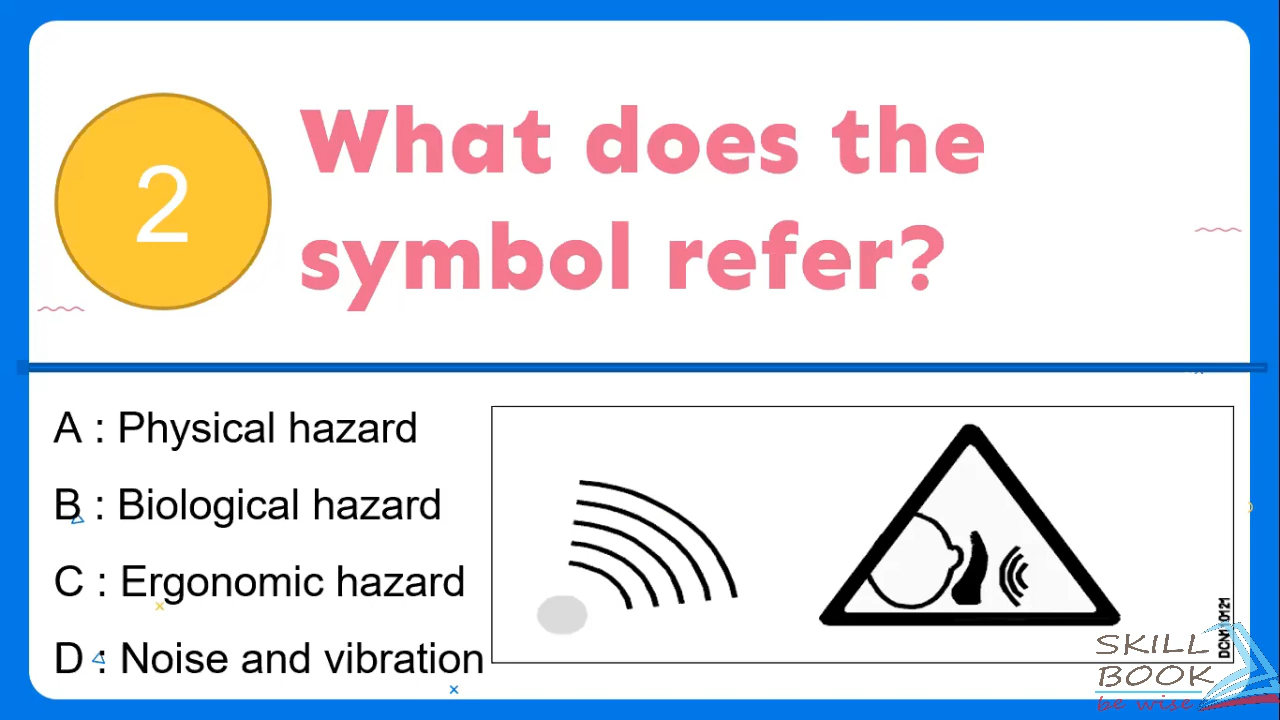 2
What does the
symbol refer?
A : Physical hazard
B : Biological hazard
C : Ergonomic hazard
D : Noise and vibration
SKILL
BOOK
be wise